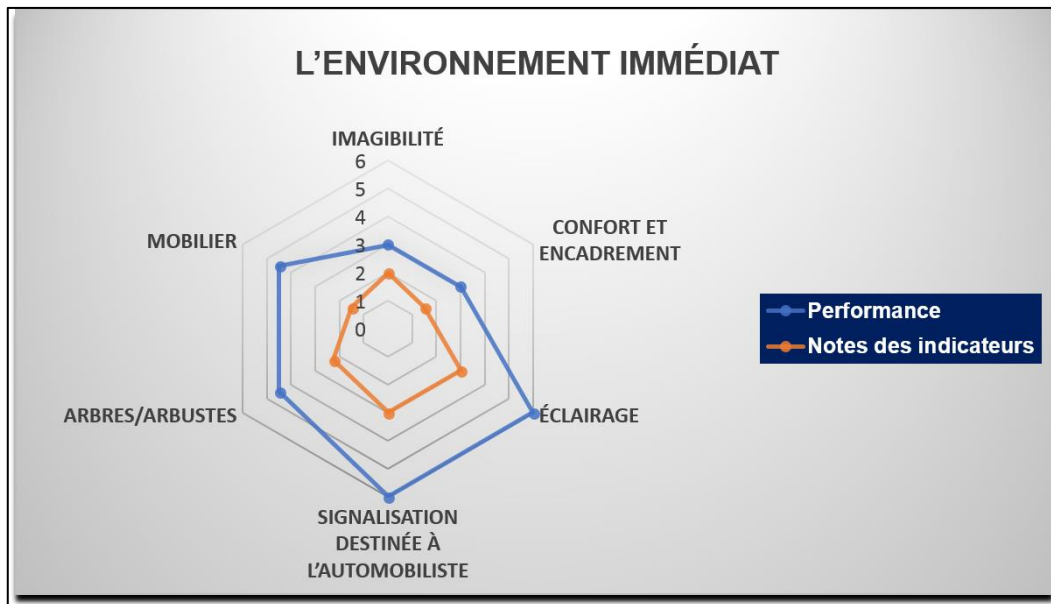 L'ENVIRONNEMENT IMMÉDIAT
IMAGIBILITÉ
6
5
4
3
2
1
0
CONFORT ET
ENCADREMENT
MOBILIER
Performance
Notes des indicateurs
ARBRES/ARBUSTES
ÉCLAIRAGE
SIGNALISATION
DESTINÉE À
L'AUTOMOBILISTE